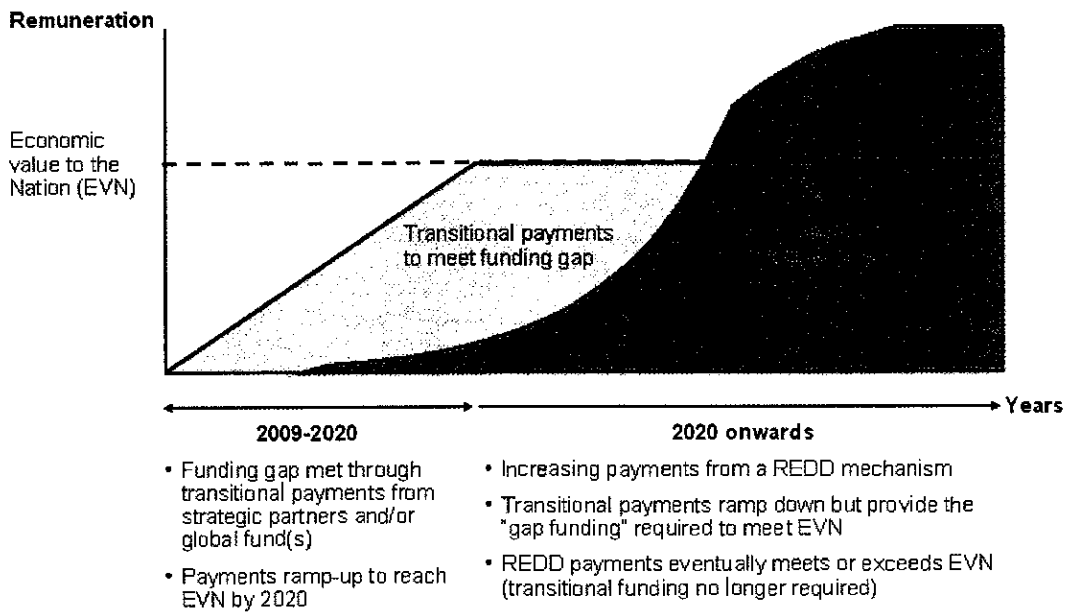 Remuneration
Economic
value to the
Nation (EVN)
Transitional payments
to meet funding gap
Years
2009-2020
2020 onwards
• Funding gap met through
transitional payments from
strategic partners and/or
global fund(s)
• Payments ramp-up to reach
EVN by 2020
• Increasing payments from a REDD mechanism
• Transitional payments ramp down but provide the
"gap funding" required to meet EVN
• REDD payments eventually meets or exceeds EVN
(transitional funding no longer required)